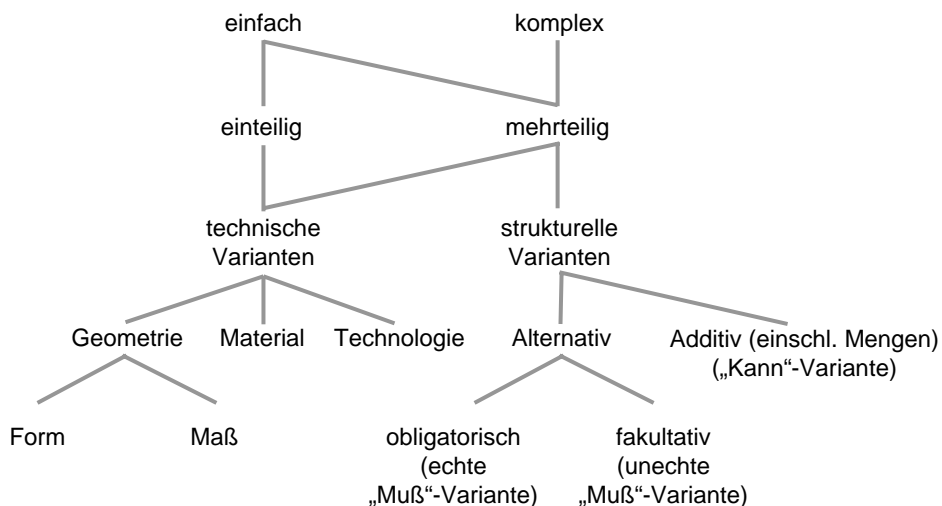 einfach
komplex
einteilig
mehrteilig
technische
Varianten
strukturelle
Varianten
Geometrie
Material
Technologie
Alternativ
Additiv (einschl. Mengen)
(„Kann“-Variante)
Form
Maß
obligatorisch
(echte
„Muß“-Variante)
fakultativ
(unechte
„Muß“-Variante)